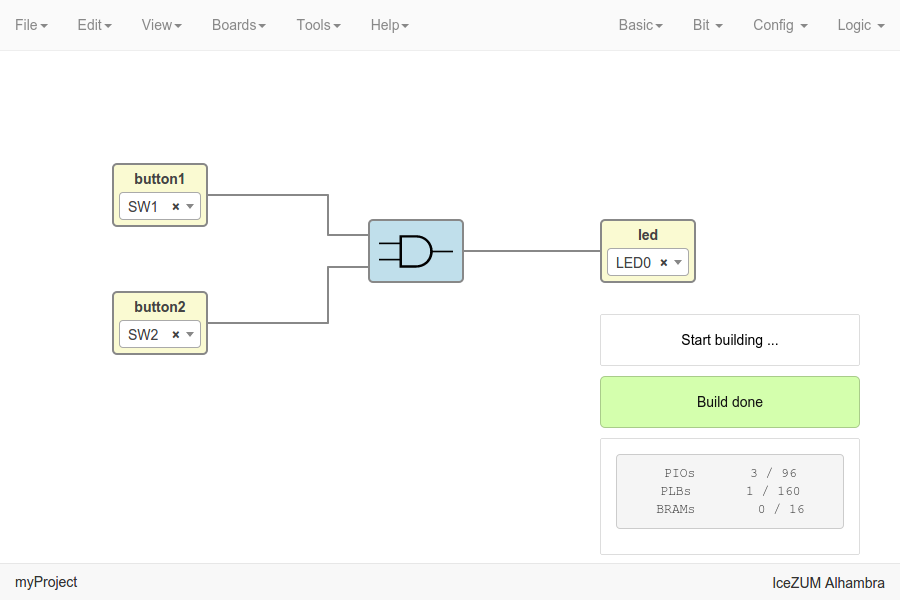 File Edit View Boards Tools Help Basic Bit Config Logic
button1
SW1 ×
button2
SW2 ×
led
LED0 ×
Start building ...
Build done
PIOs 3 / 96
PLBs 1 / 160
BRAMs 0 / 16
myProject IceZUM Alhambra